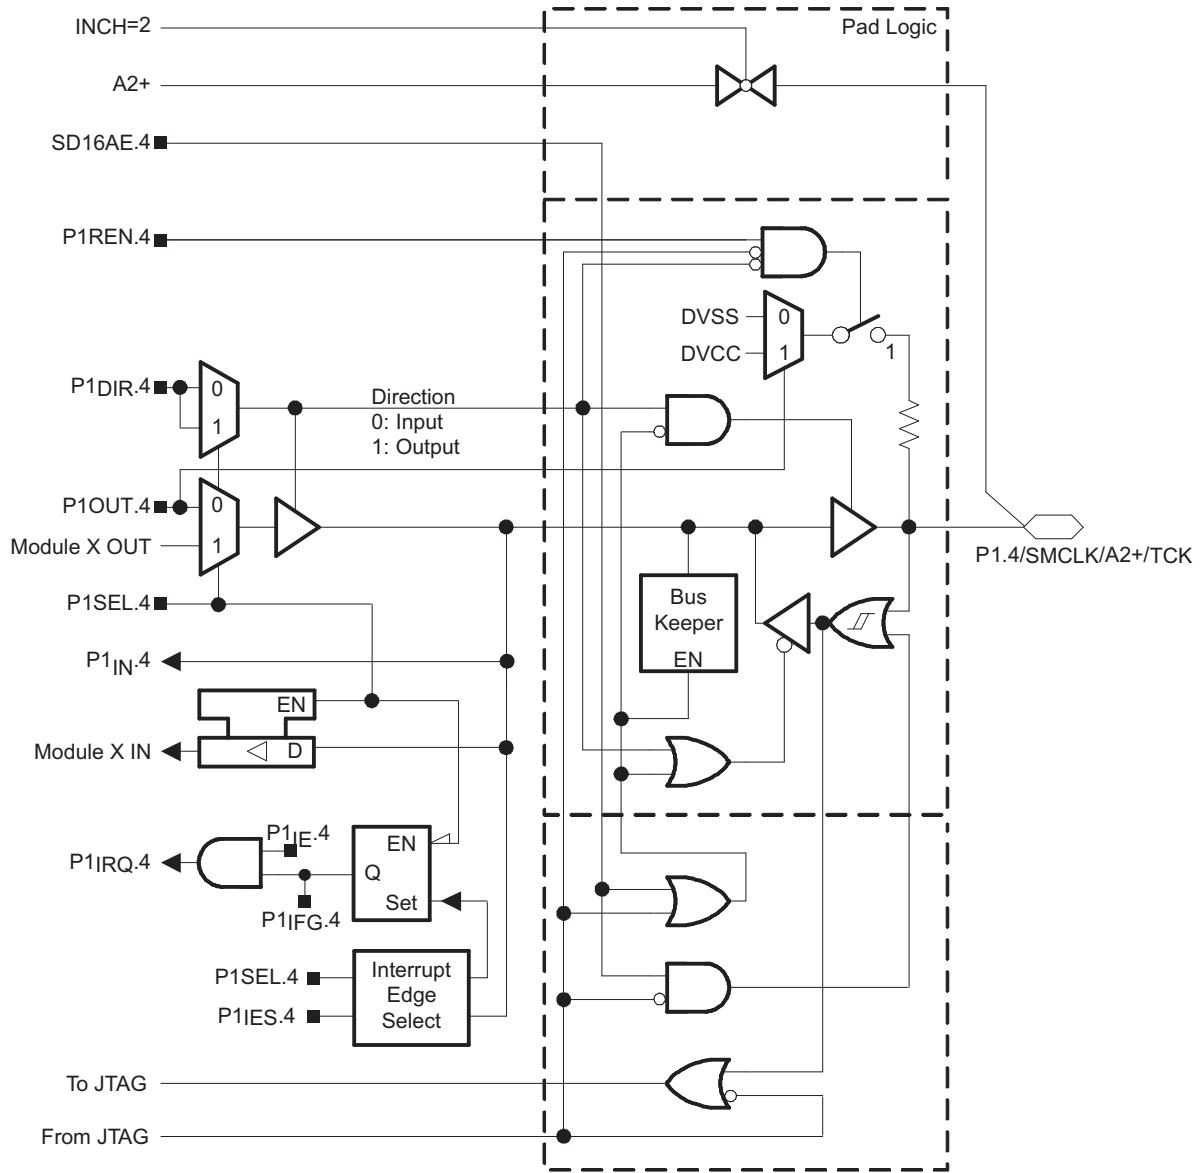 INCH=2
Pad Logic
A2+
SD16AE.4
P1REN.4
DVSS
0
DVCC
1
1
P1DIR.4
0
1
Direction
0: Input
1: Output
P1OUT.4
0
Module X OUT
1
P1.4/SMCLK/A2+/TCK
P1SEL.4
Bus
Keeper
EN
P1IN.4
EN
Module X IN
D
P1IE.4
EN
P1IRQ.4
Q
P1IFG.4
Set
P1SEL.4
Interrupt
Edge
Select
P1IES.4
To JTAG
From JTAG